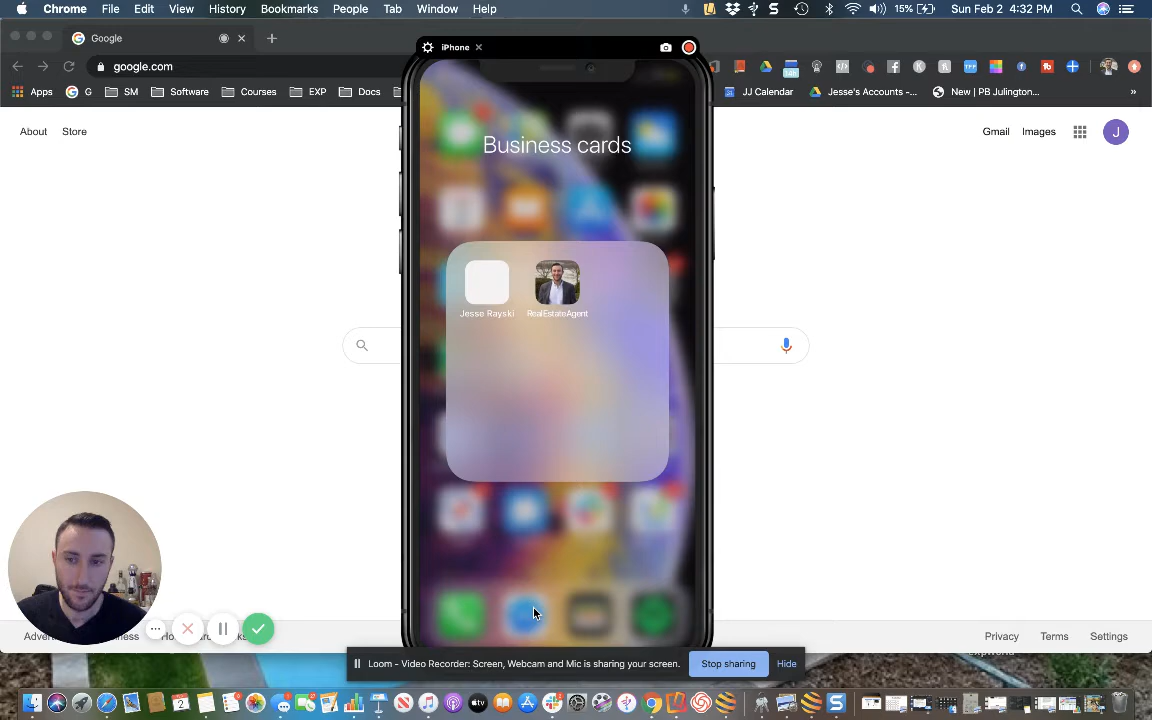 Chrome File Edit View History Bookmarks People Tab Window Help
15% Sun Feb 2 4:32 PM
Google
google.com
iPhone
Apps G SM Software Courses EXP Docs
JJ Calendar Jesse's Accounts -... New | PB Julington... »
14h
TFP
About Store
Gmail Images J
Business cards
Jesse Rayski RealEstateAgent
Privacy Terms Settings
Loom - Video Recorder: Screen, Webcam and Mic is sharing your screen. Stop sharing Hide